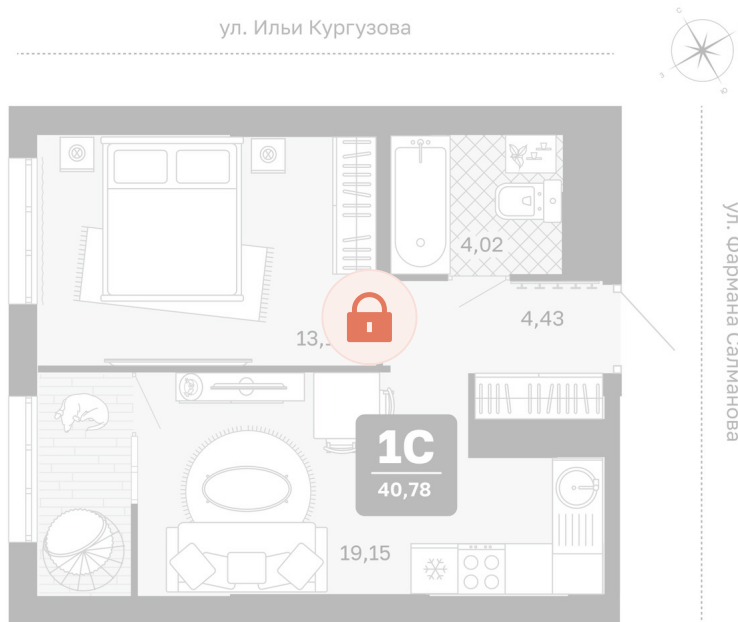 ул. Ильи Кургузова
С
З
Ю
4,02
4,43
ул. Фармана Салманова
1С
40,78
19,15